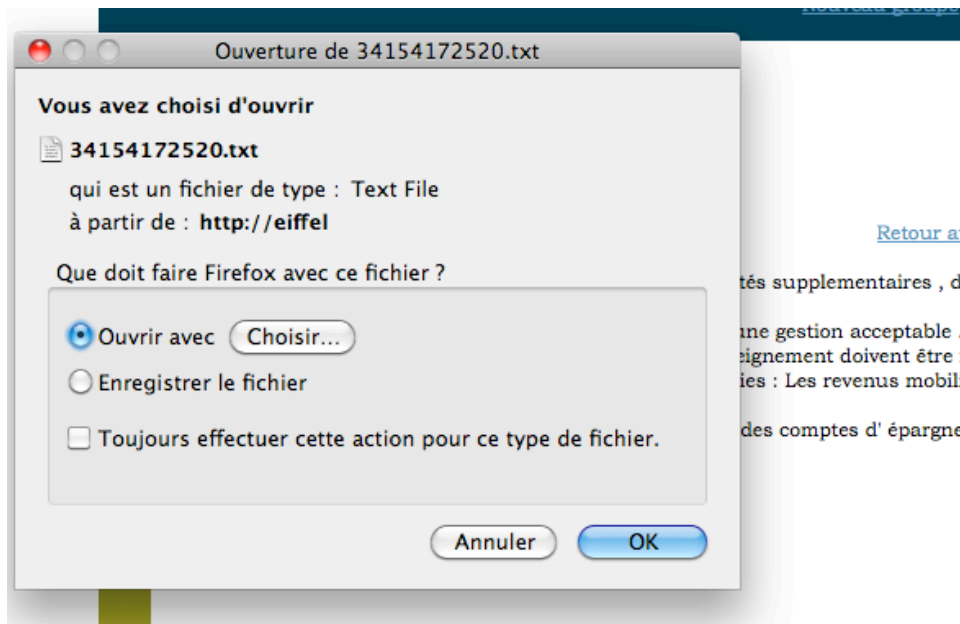 Nouveau groupe
Ouverture de 34154172520.txt
Vous avez choisi d'ouvrir
34154172520.txt
qui est un fichier de type : Text File
à partir de : http://eiffel
Retour
Que doit faire Firefox avec ce fichier ?
tés supplementaires , d
Ouvrir avec Choisir...
une gestion acceptable .
eignement doivent être
Enregistrer le fichier
ies : Les revenus mobil
Toujours effectuer cette action pour ce type de fichier.
des comptes d' épargne
Annuler OK